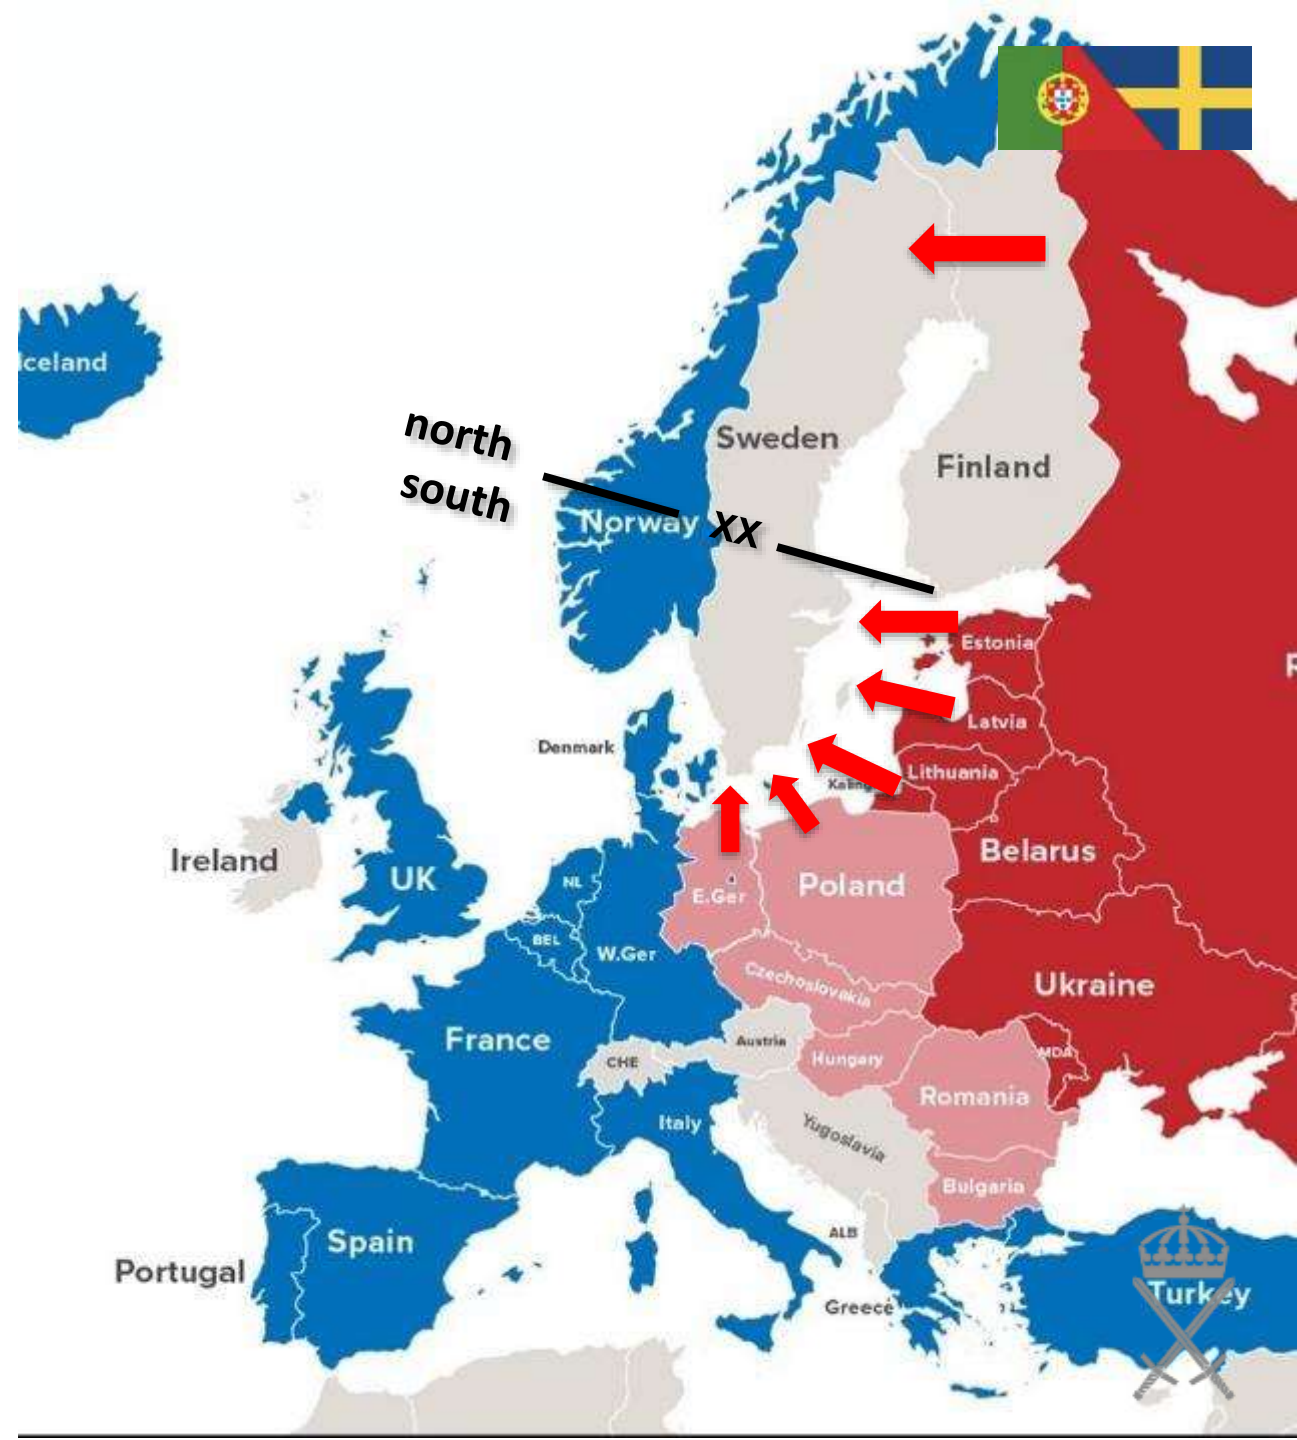 Iceland
north
Sweden
Finland
south
Norway
XX
Estonia
Latvia
Denmark
Lithuania
Kaling
Ireland
UK
NL
E.Ger
Poland
Belarus
BEL
W.Ger
Czechoslovakia
Ukraine
France
Austria
CHE
Hungary
MDA
Romania
Italy
Yugoslavia
Bulgaria
Spain
ALB
Portugal
Greece
Turkey